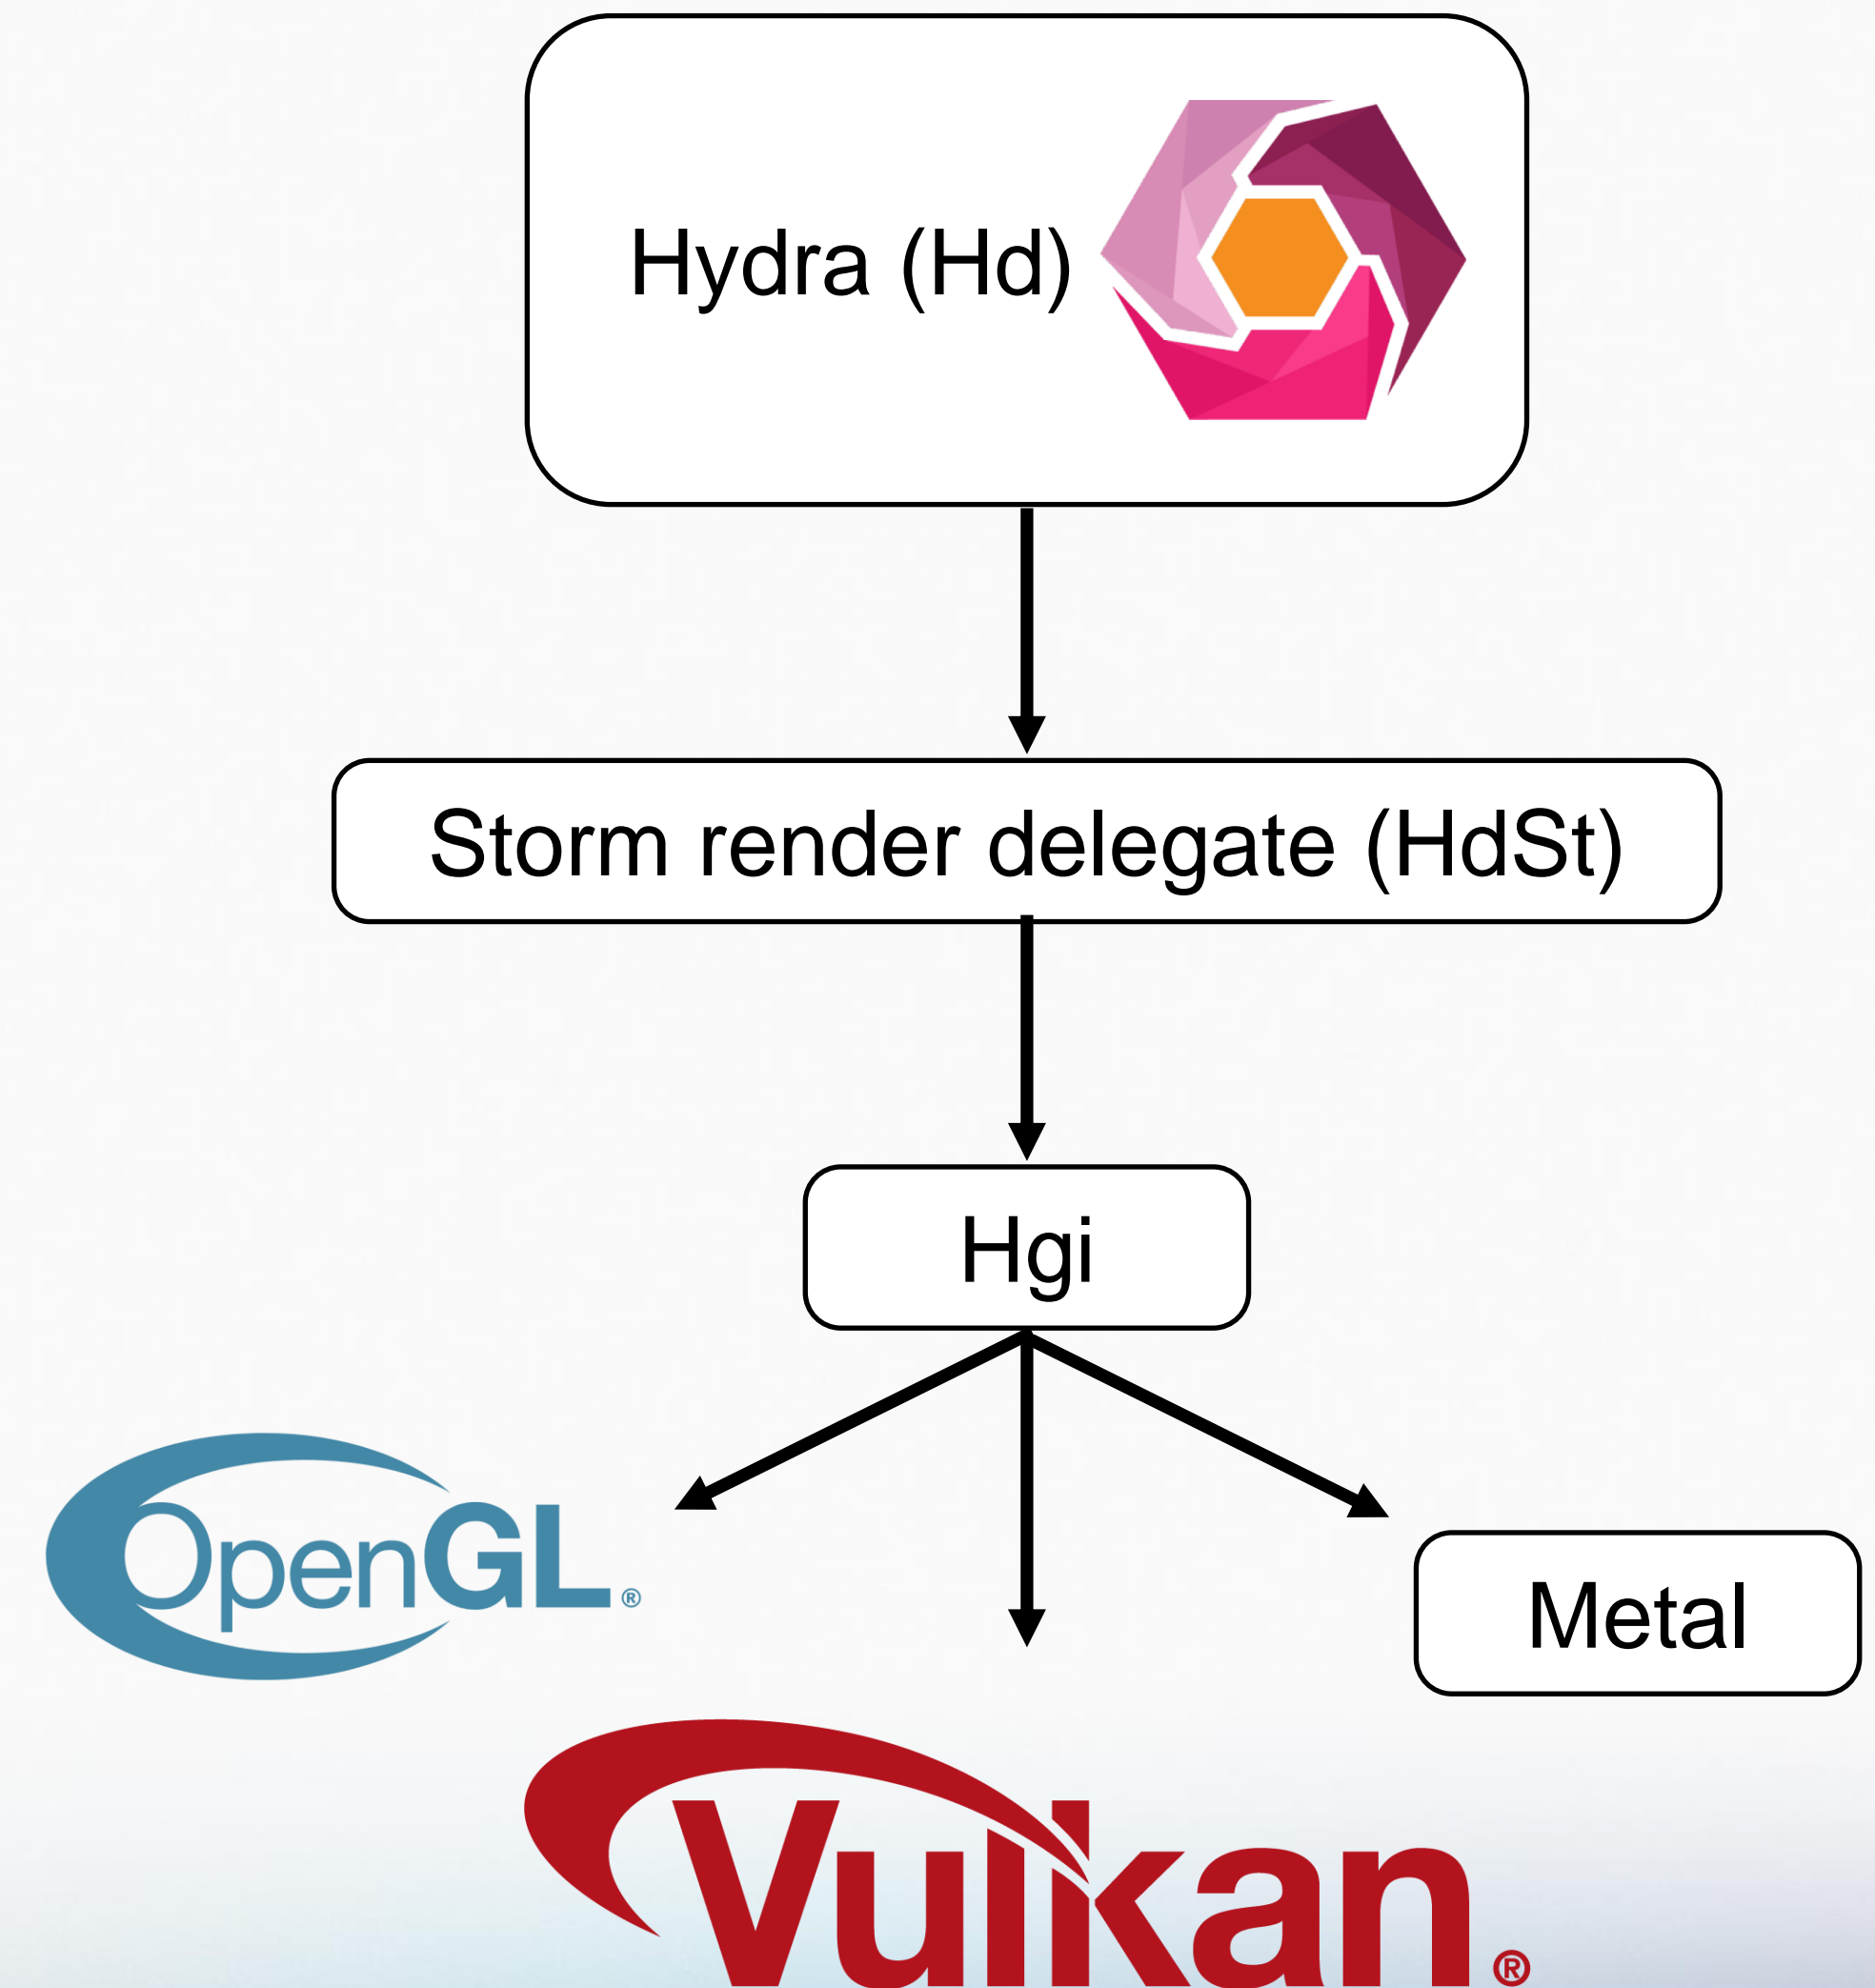 Hydra (Hd)
Storm render delegate (HdSt)
Hgi
OpenGL®
Metal
Vulkan®